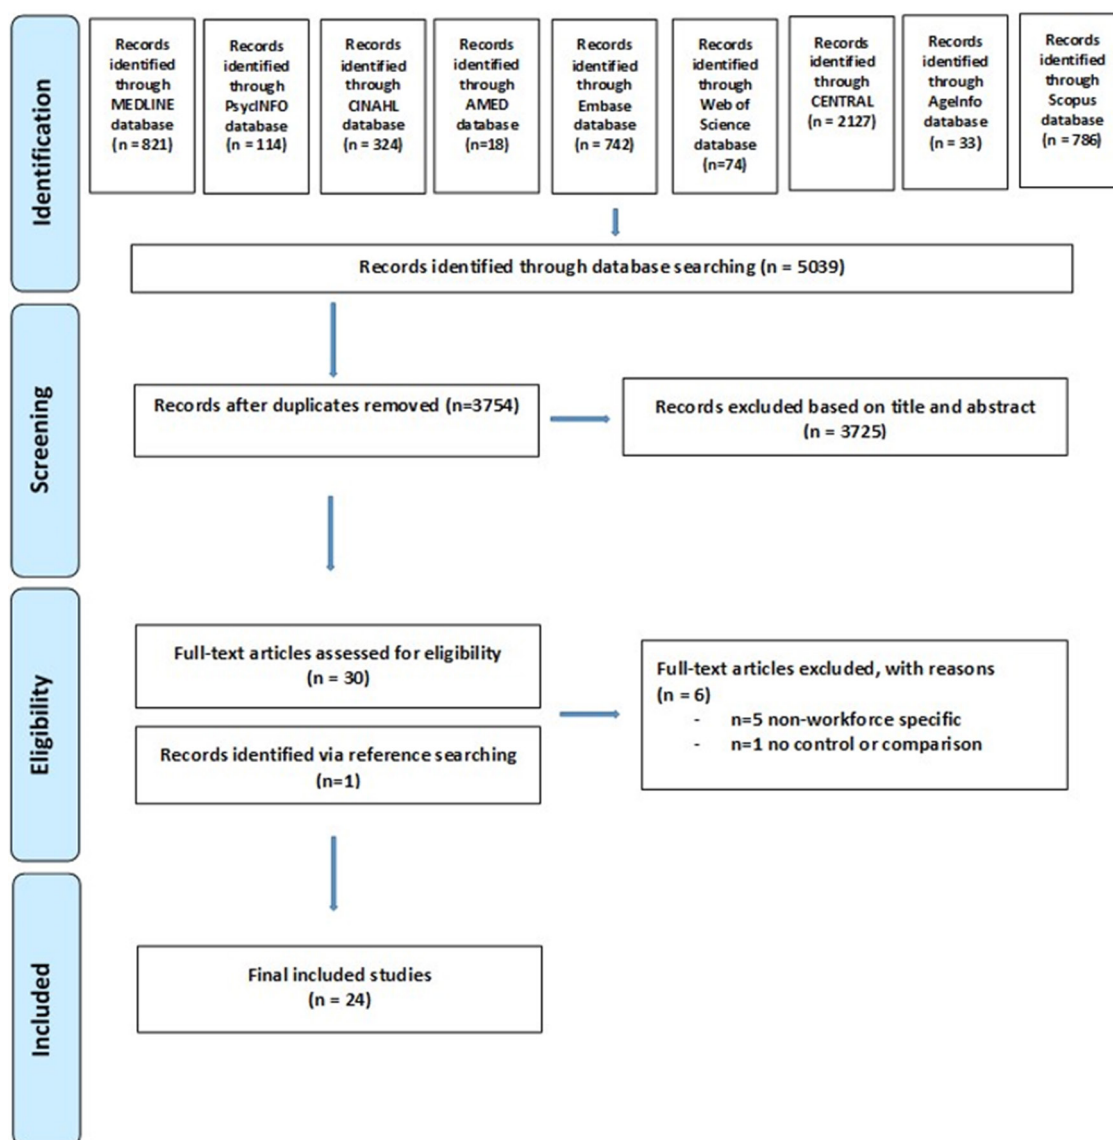 Identification
Records
identified
through
MEDLINE
database
(n = 821)
Records
identified
through
PsycINFO
database
(n = 114)
Records
identified
through
CINAHL
database
(n = 324)
Records
identified
through
AMED
database
(n=18)
Records
identified
through
Embase
database
(n = 742)
Records
identified
through
Web of
Science
database
(n=74)
Records
identified
through
CENTRAL
(n = 2127)
Records
identified
through
AgeInfo
database
(n = 33)
Records
identified
through
Scopus
database
(n = 786)
Records identified through database searching (n = 5039)
Screening
Records after duplicates removed (n=3754)
Records excluded based on title and abstract
(n = 3725)
Eligibility
Full-text articles assessed for eligibility
(n = 30)
Records identified via reference searching
(n=1)
Full-text articles excluded, with reasons
(n = 6)
- n=5 non-workforce specific
- n=1 no control or comparison
Included
Final included studies
(n = 24)